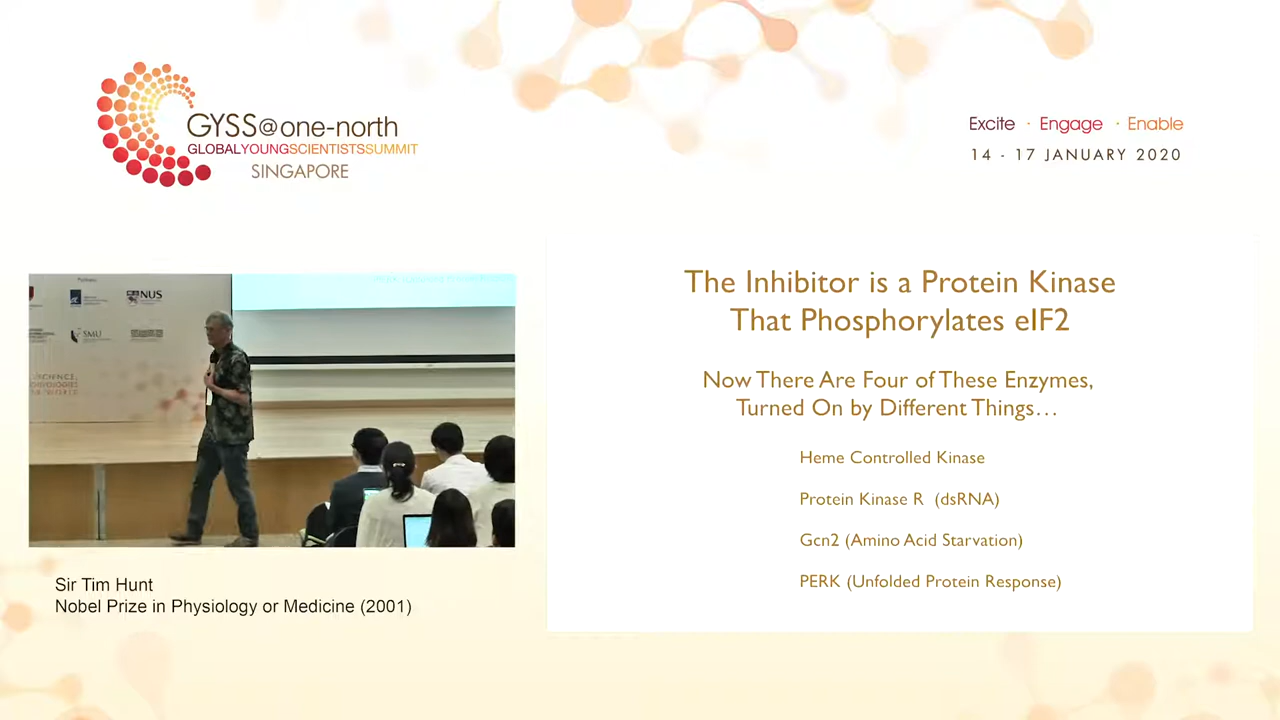 GYSS@one-north
GLOBALYOUNGSCIENTISTSSUMMIT
SINGAPORE
Excite · Engage · Enable
14 - 17 JANUARY 2020
NUS
SMU
The Inhibitor is a Protein Kinase
That Phosphorylates eIF2
Now There Are Four of These Enzymes,
Turned On by Different Things…
Heme Controlled Kinase
Protein Kinase R (dsRNA)
Gcn2 (Amino Acid Starvation)
PERK (Unfolded Protein Response)
Sir Tim Hunt
Nobel Prize in Physiology or Medicine (2001)